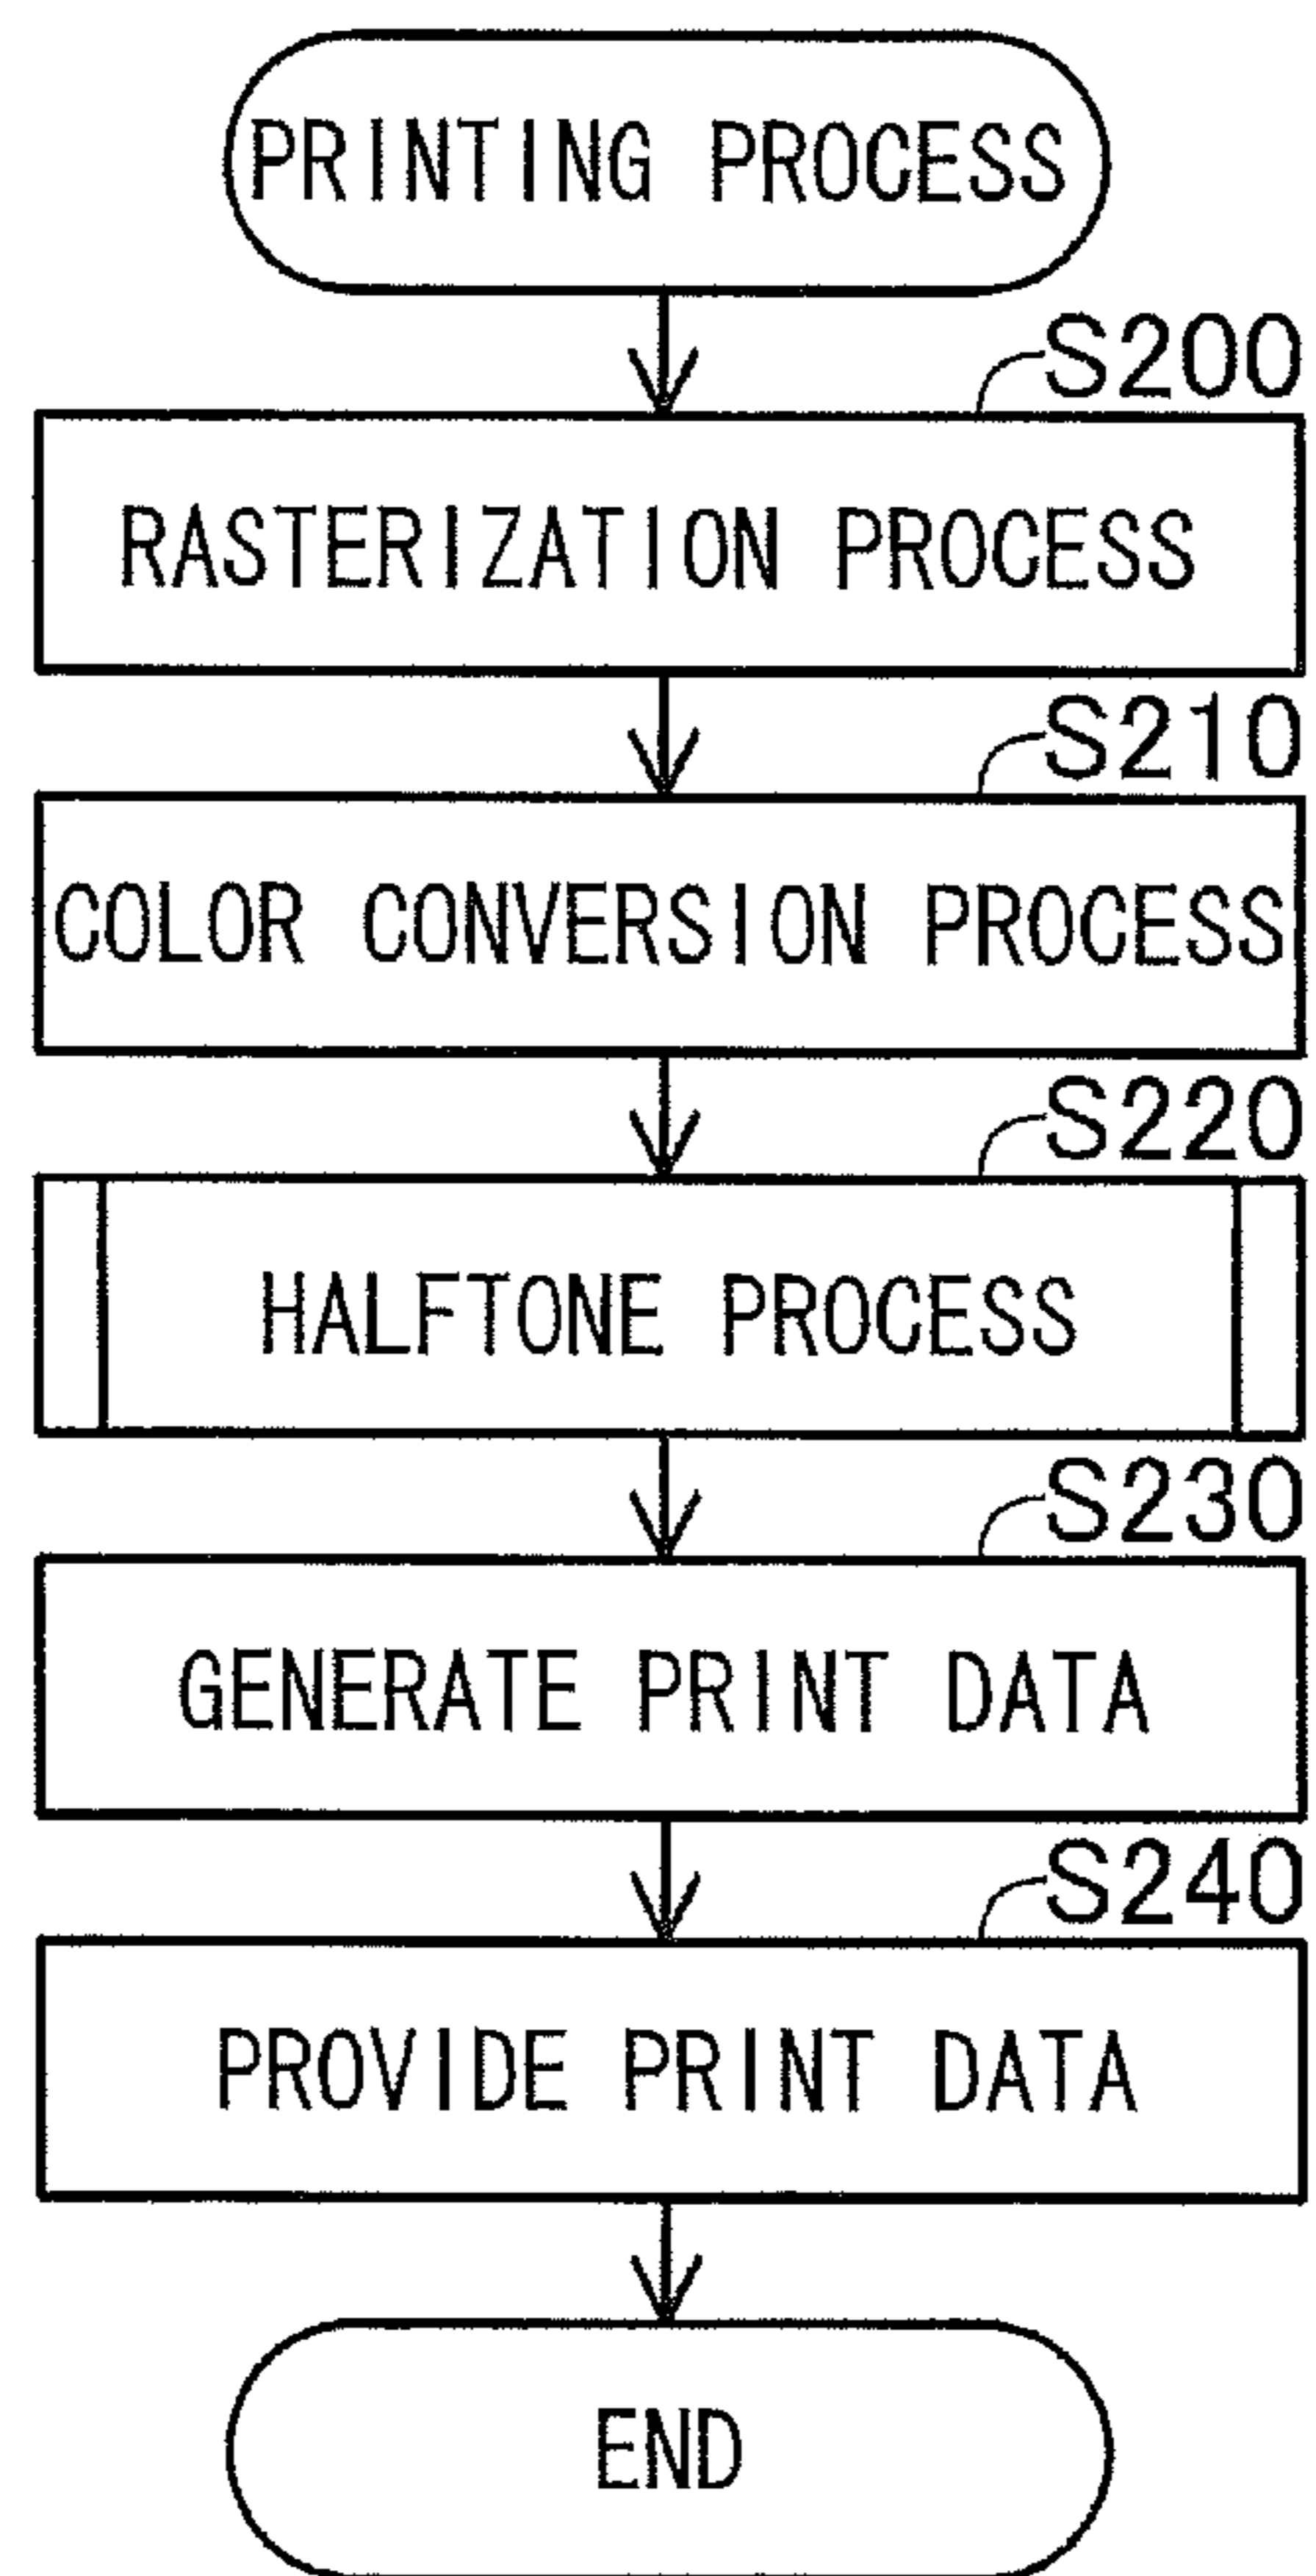 PRINTING PROCESS
S200
RASTERIZATION PROCESS
S210
COLOR CONVERSION PROCESS
S220
HALFTONE PROCESS
S230
GENERATE PRINT DATA
S240
PROVIDE PRINT DATA
END